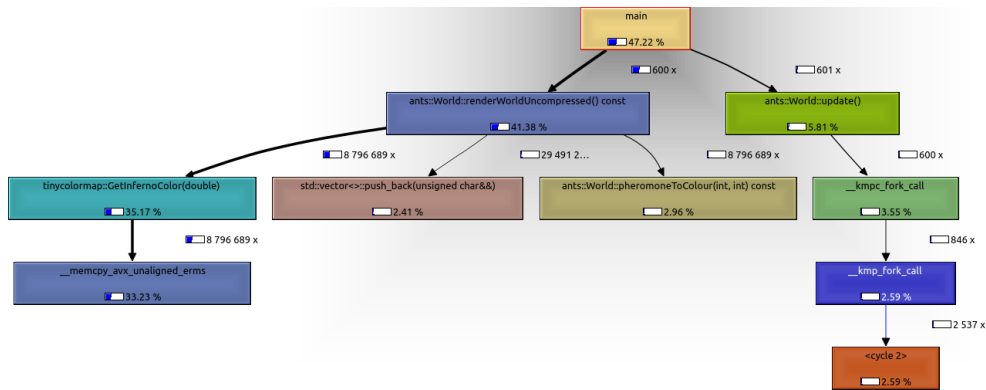 main
47.22 %
600 x
601 x
ants::World::renderWorldUncompressed() const
41.38 %
ants::World::update()
5.81 %
8 796 689 x
29 491 2...
8 796 689 x
600 x
tinycolormap::GetInfernoColor(double)
35.17 %
std::vector<>::push_back(unsigned char&&)
2.41 %
ants::World::pheromoneToColour(int, int) const
2.96 %
__kmpc_fork_call
3.55 %
8 796 689 x
846 x
__memcpy_avx_unaligned_erms
33.23 %
__kmp_fork_call
2.59 %
2 537 x
<cycle 2>
2.59 %